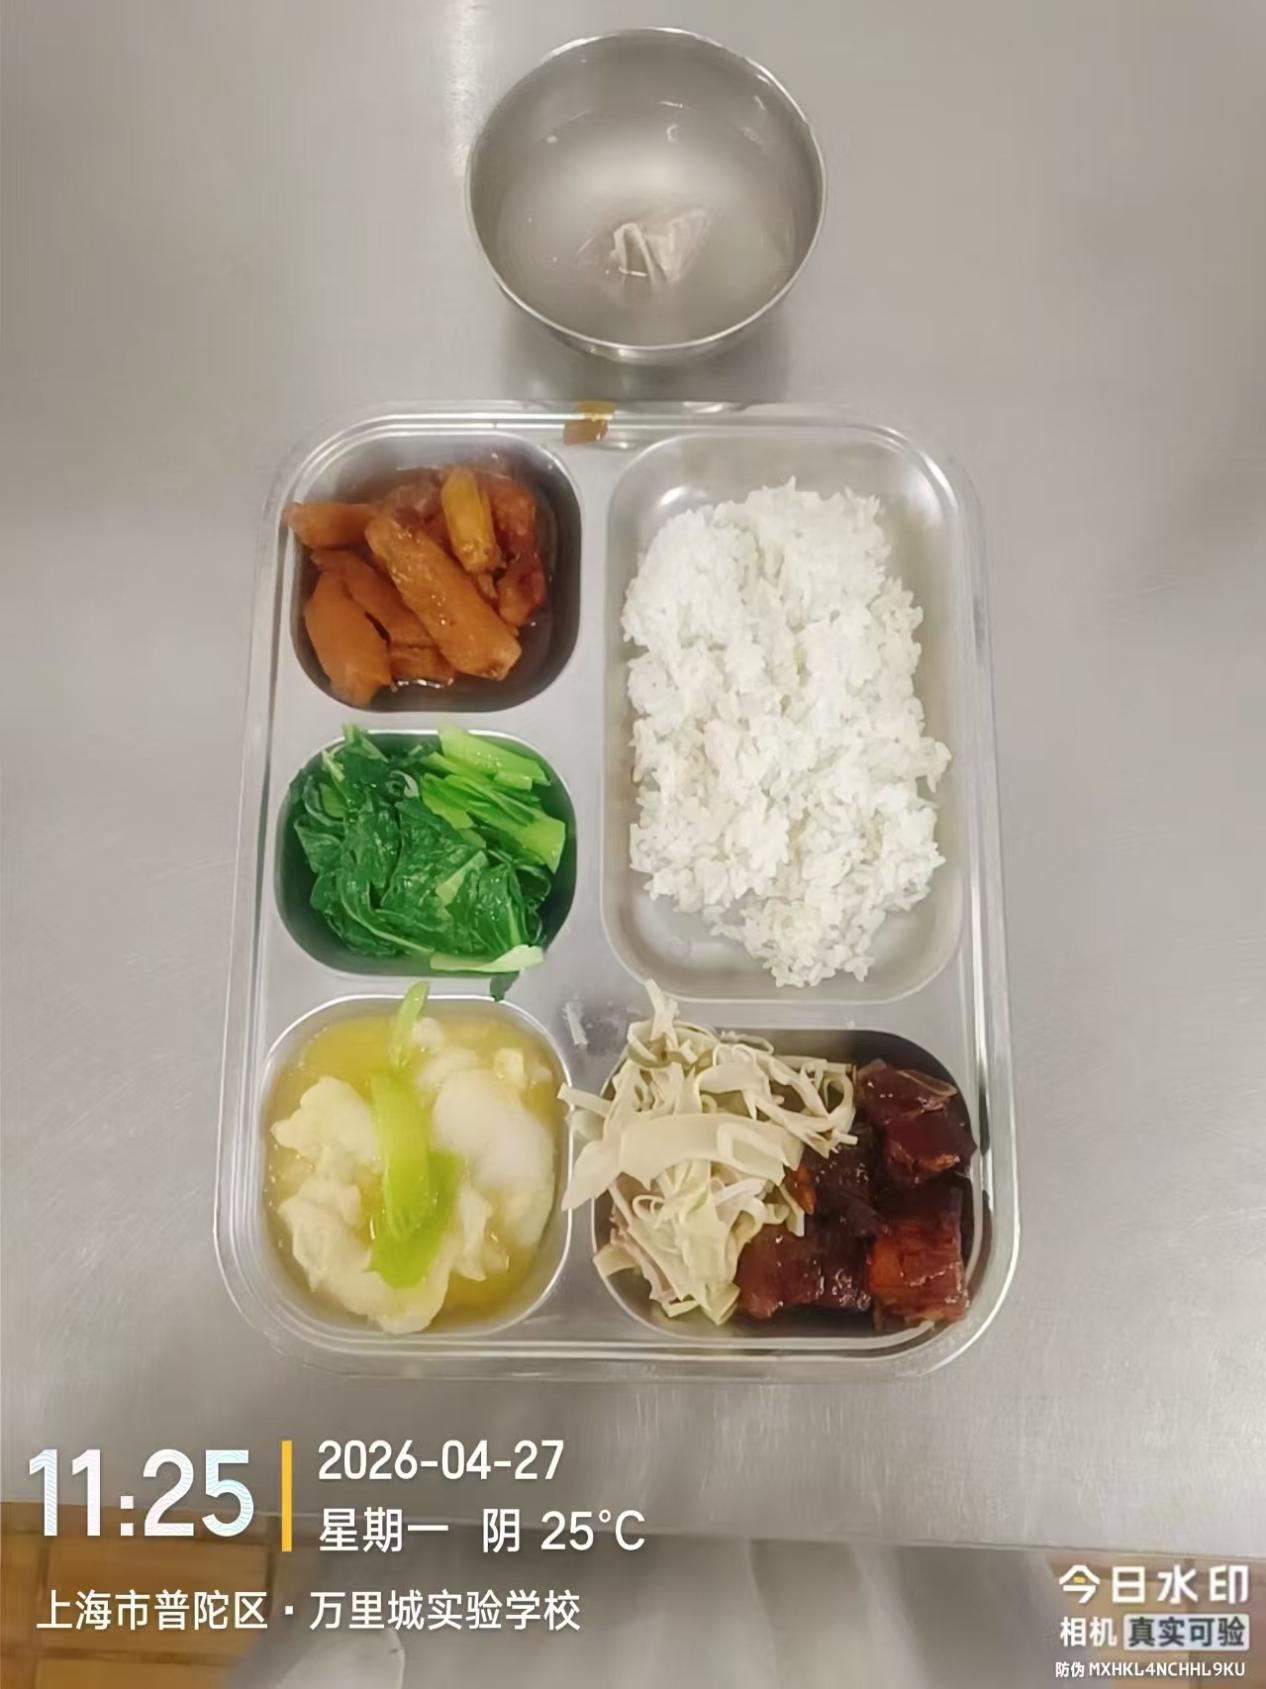 11:25
2026-04-27
星期一 阴 25°C
上海市普陀区·万里城实验学校
今日水印
相机 真实可验
防伪 MXHKL4NCHHL9KU